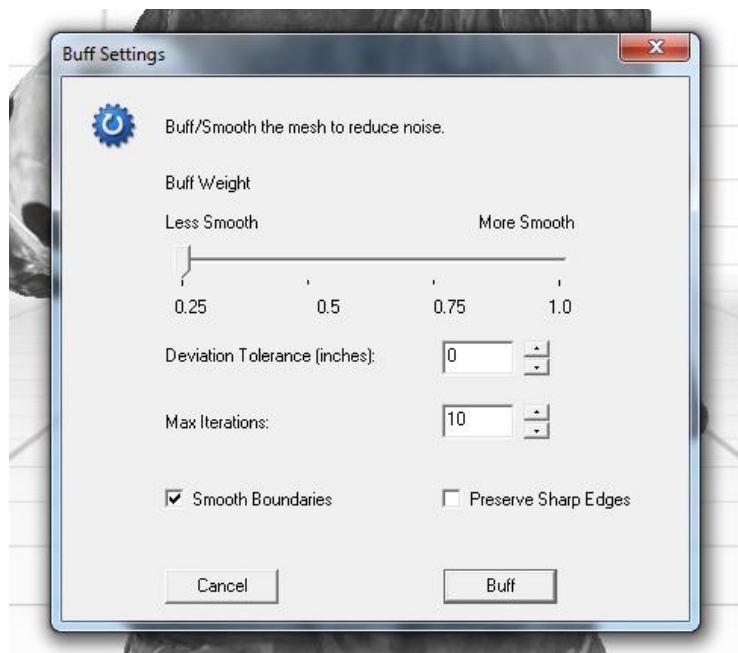 Buff Settings
Buff/Smooth the mesh to reduce noise.
Buff Weight
Less Smooth More Smooth
0.25 0.5 0.75 1.0
Deviation Tolerance (inches): 0
Max Iterations: 10
Smooth Boundaries Preserve Sharp Edges
Cancel Buff